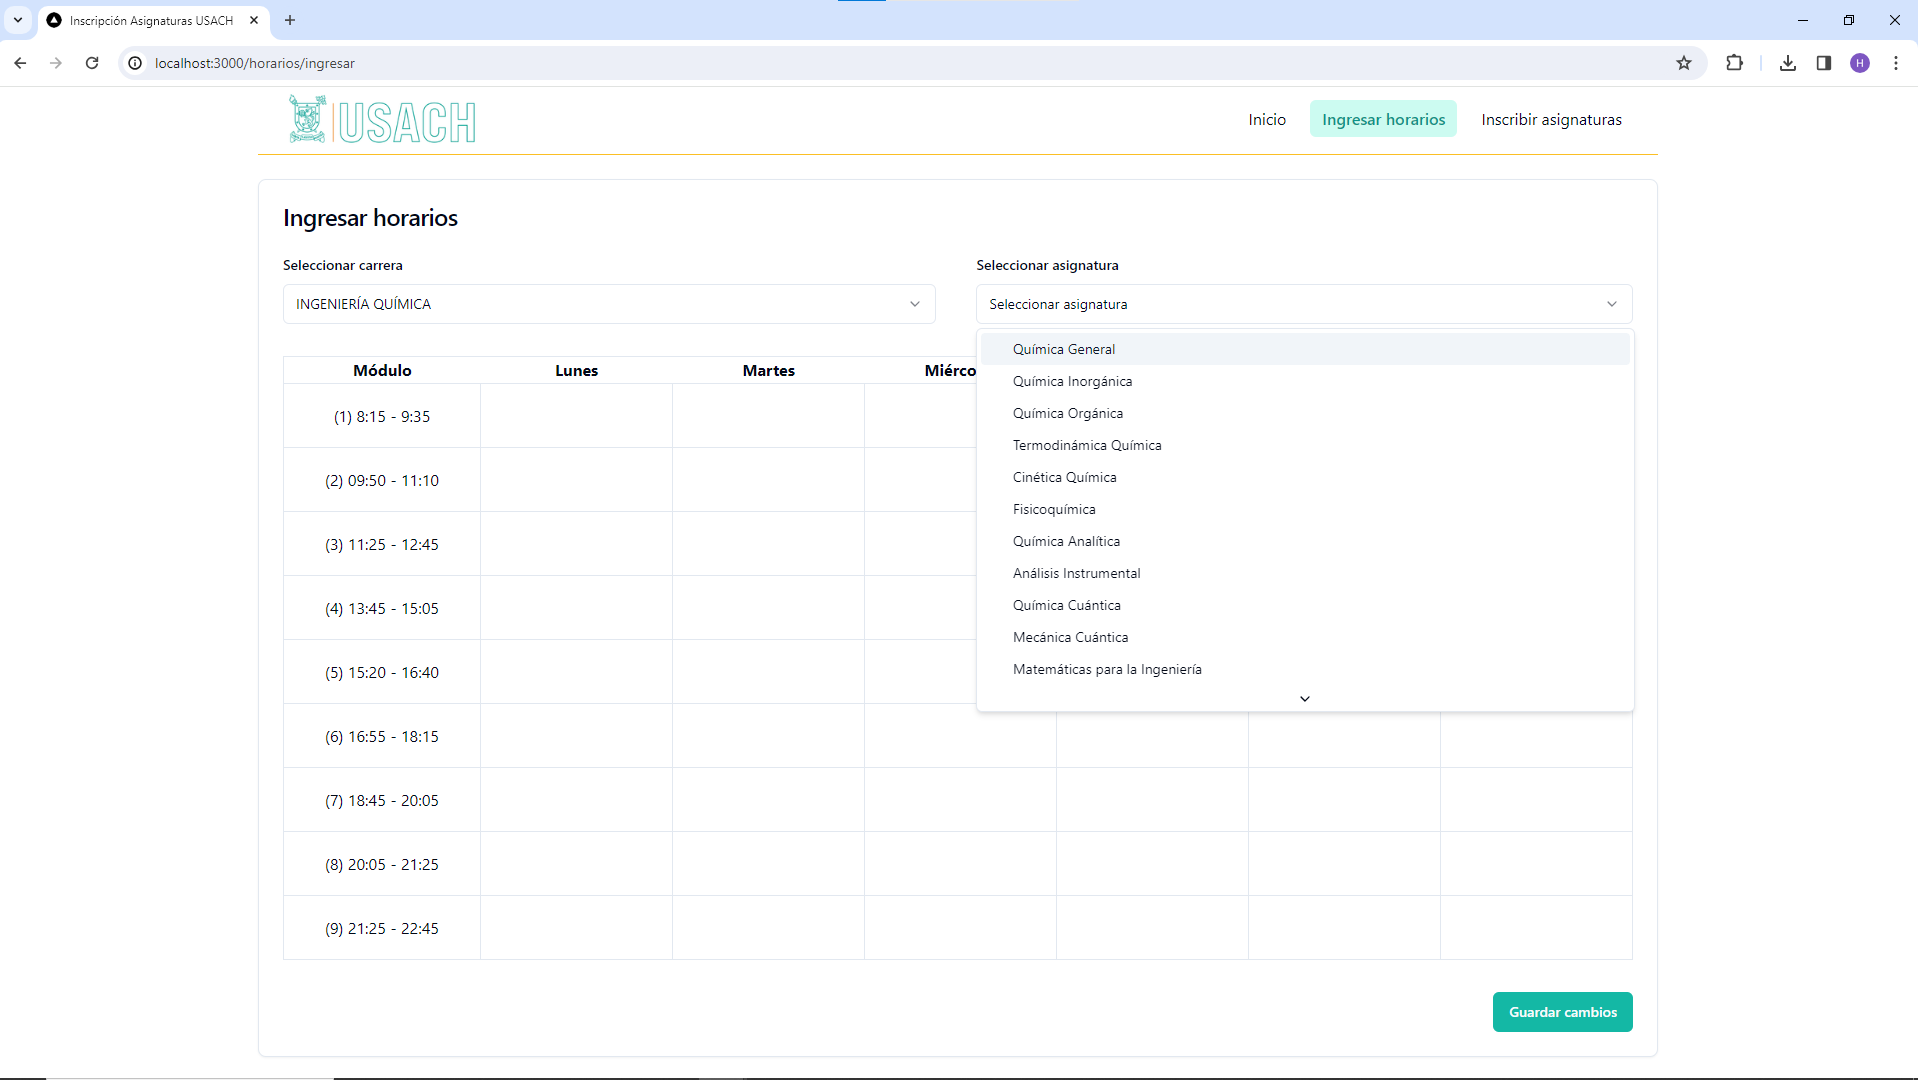 Inscripción Asignaturas USACH
localhost:3000/horarios/ingresar
H
USACH
Inicio
Ingresar horarios
Inscribir asignaturas
Ingresar horarios
Seleccionar carrera
INGENIERÍA QUÍMICA
Seleccionar asignatura
Seleccionar asignatura
Química General
Química Inorgánica
Química Orgánica
Termodinámica Química
Cinética Química
Fisicoquímica
Química Analítica
Análisis Instrumental
Química Cuántica
Mecánica Cuántica
Matemáticas para la Ingeniería
Módulo Lunes Martes Miérco
(1) 8:15 - 9:35
(2) 09:50 - 11:10
(3) 11:25 - 12:45
(4) 13:45 - 15:05
(5) 15:20 - 16:40
(6) 16:55 - 18:15
(7) 18:45 - 20:05
(8) 20:05 - 21:25
(9) 21:25 - 22:45
Guardar cambios